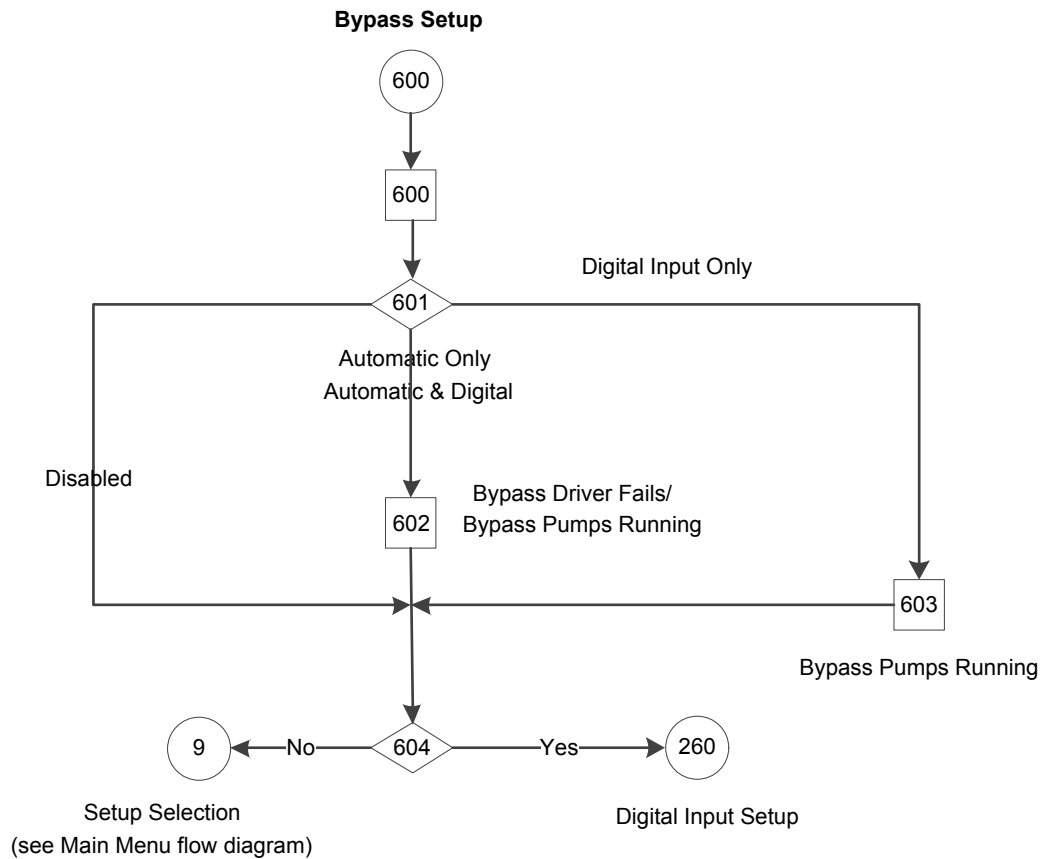 Bypass Setup
600
600
Digital Input Only
601
Automatic Only
Automatic & Digital
Disabled
Bypass Driver Fails/
602
Bypass Pumps Running
603
Bypass Pumps Running
9
No
604
Yes
260
Setup Selection
(see Main Menu flow diagram)
Digital Input Setup